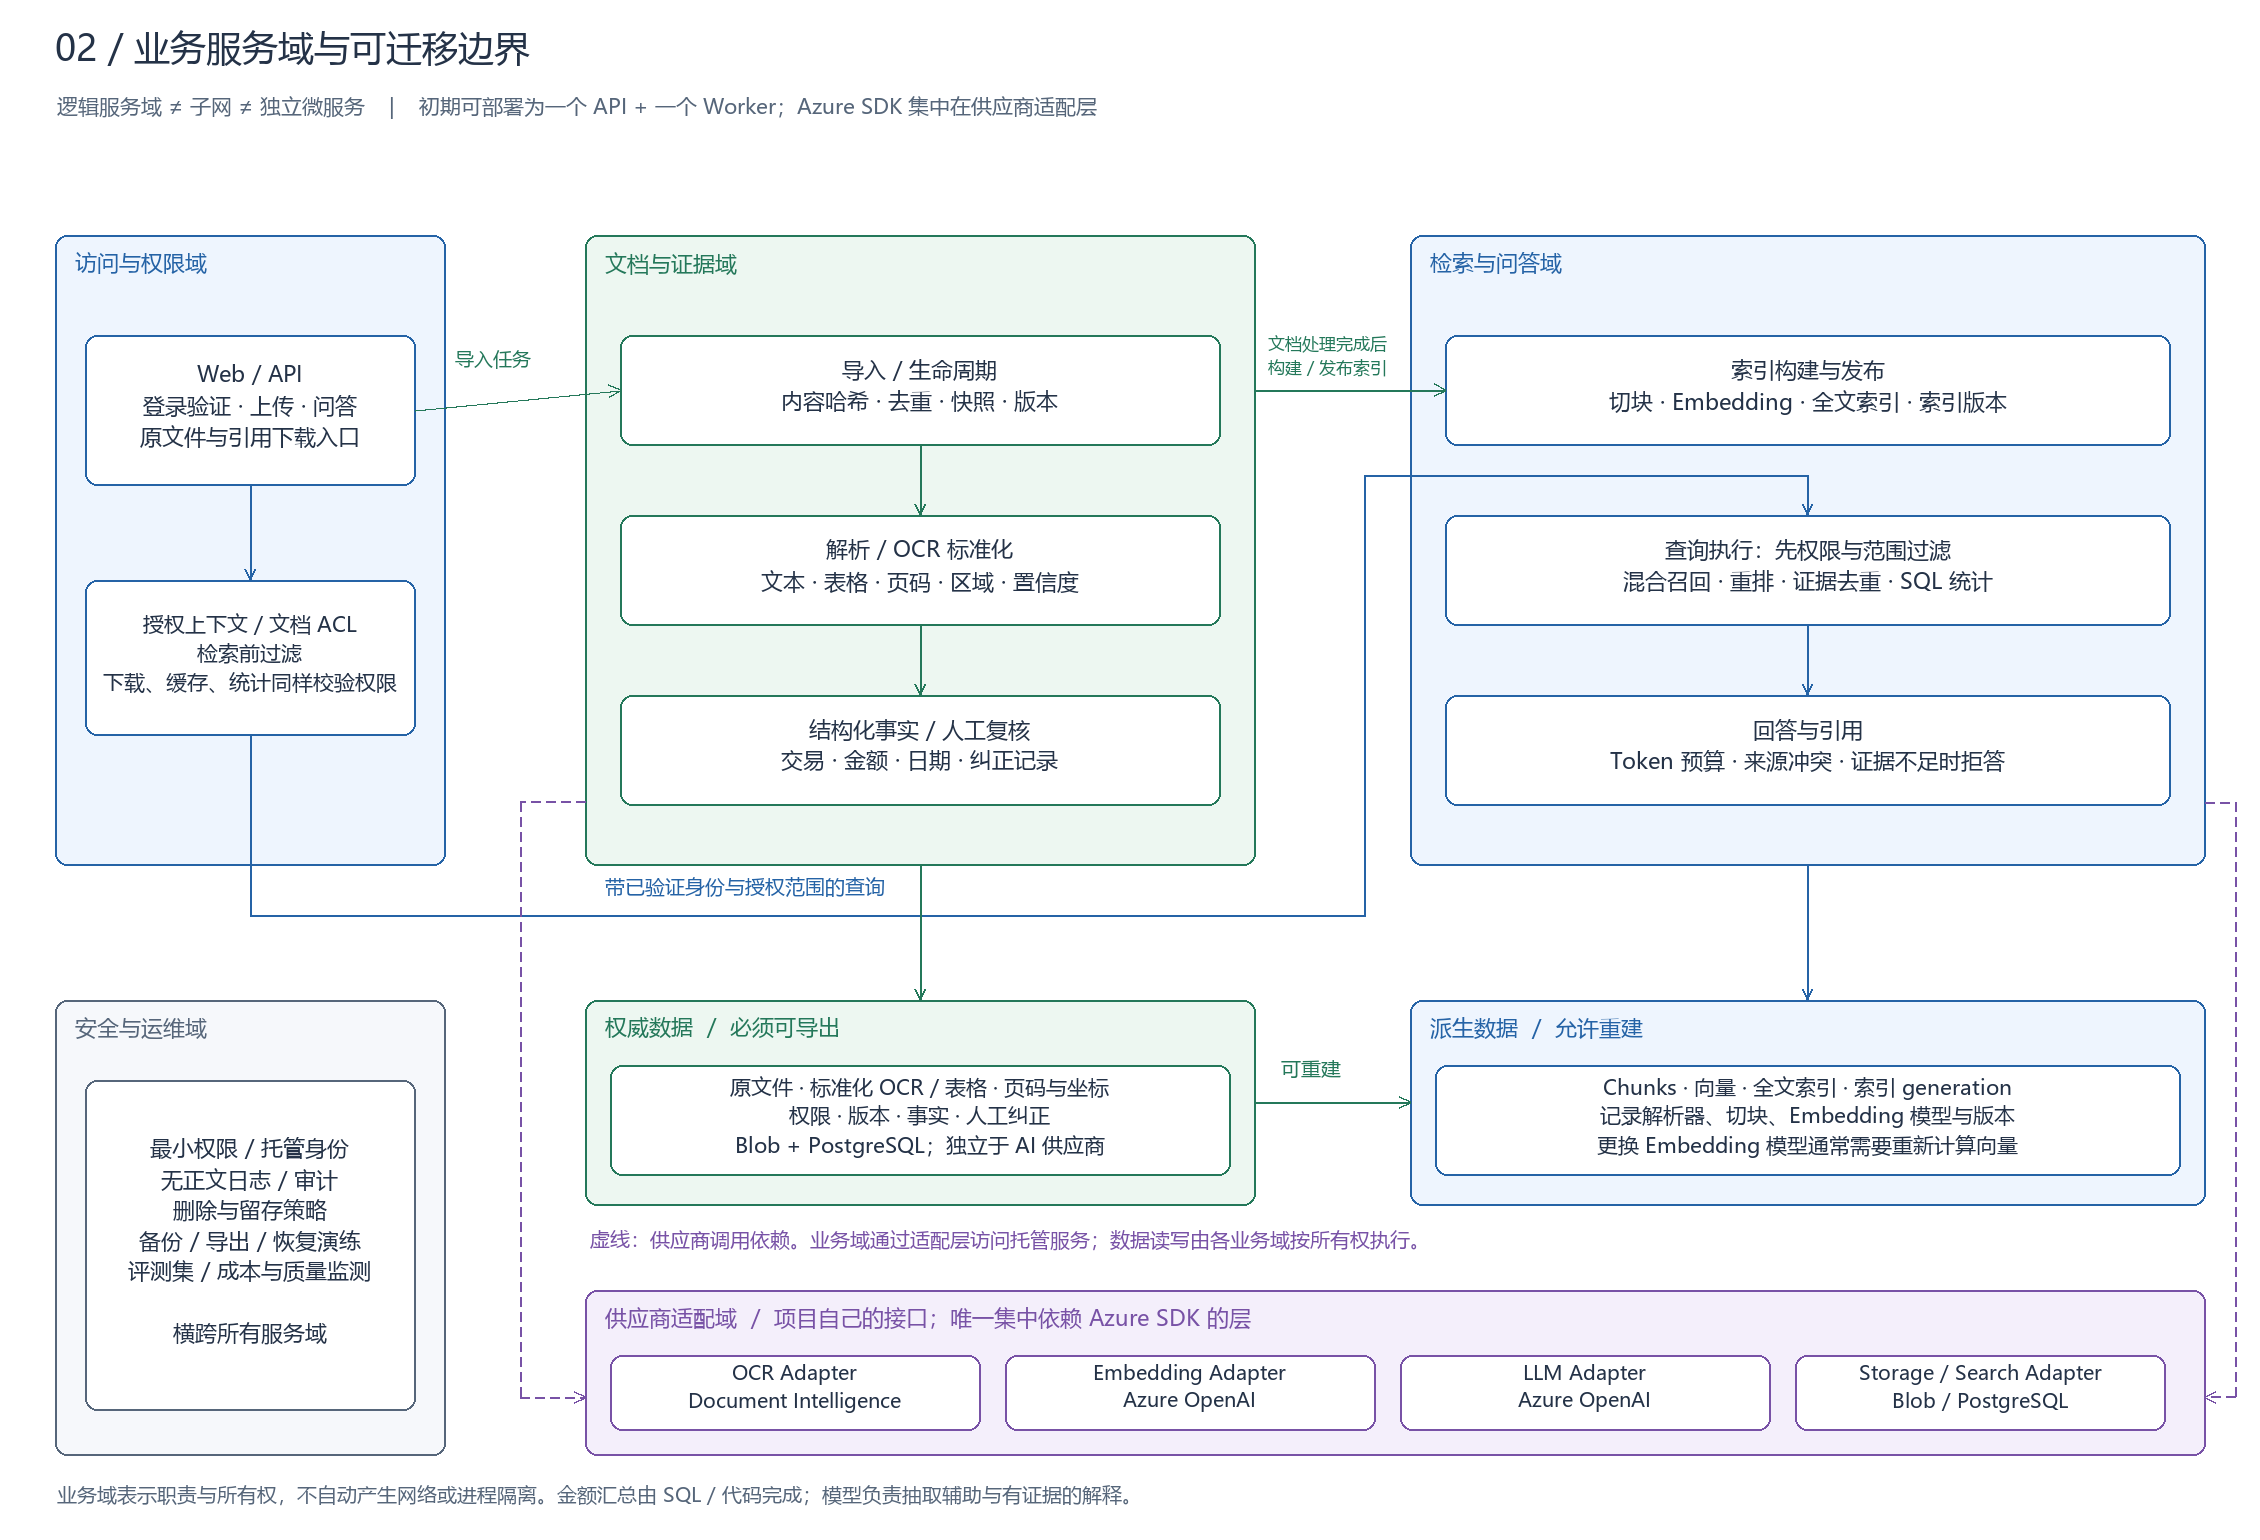 02 / 业务服务域与可迁移边界
逻辑服务域 ≠ 子网 ≠ 独立微服务 | 初期可部署为一个 API + 一个 Worker；Azure SDK 集中在供应商适配层
访问与权限域
Web / API
登录验证 · 上传 · 问答
原文件与引用下载入口
授权上下文 / 文档 ACL
检索前过滤
下载、缓存、统计同样校验权限
导入任务
文档与证据域
导入 / 生命周期
内容哈希 · 去重 · 快照 · 版本
解析 / OCR 标准化
文本 · 表格 · 页码 · 区域 · 置信度
结构化事实 / 人工复核
交易 · 金额 · 日期 · 纠正记录
文档处理完成后
构建 / 发布索引
检索与问答域
索引构建与发布
切块 · Embedding · 全文索引 · 索引版本
查询执行：先权限与范围过滤
混合召回 · 重排 · 证据去重 · SQL 统计
回答与引用
Token 预算 · 来源冲突 · 证据不足时拒答
带已验证身份与授权范围的查询
安全与运维域
最小权限 / 托管身份
无正文日志 / 审计
删除与留存策略
备份 / 导出 / 恢复演练
评测集 / 成本与质量监测
横跨所有服务域
权威数据 / 必须可导出
原文件 · 标准化 OCR / 表格 · 页码与坐标
权限 · 版本 · 事实 · 人工纠正
Blob + PostgreSQL；独立于 AI 供应商
可重建
派生数据 / 允许重建
Chunks · 向量 · 全文索引 · 索引 generation
记录解析器、切块、Embedding 模型与版本
更换 Embedding 模型通常需要重新计算向量
虚线：供应商调用依赖。业务域通过适配层访问托管服务；数据读写由各业务域按所有权执行。
供应商适配域 / 项目自己的接口；唯一集中依赖 Azure SDK 的层
OCR Adapter
Document Intelligence
Embedding Adapter
Azure OpenAI
LLM Adapter
Azure OpenAI
Storage / Search Adapter
Blob / PostgreSQL
业务域表示职责与所有权，不自动产生网络或进程隔离。金额汇总由 SQL / 代码完成；模型负责抽取辅助与有证据的解释。